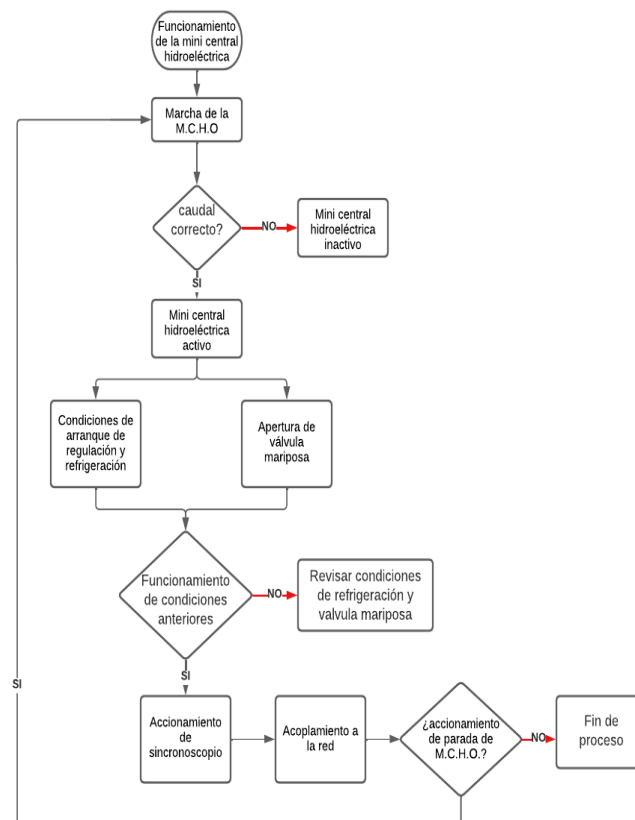 Funcionamiento
de la mini central
hidroeléctrica
Marcha de la
M.C.H.O
caudal
correcto?
NO
Mini central
hidroeléctrica
inactivo
SI
Mini central
hidroeléctrica
activo
Condiciones de
arranque de
regulación y
refrigeración
Apertura de
válvula
mariposa
Funcionamiento
de condiciones
anteriores
NO
Revisar condiciones
de refrigeración y
valvula mariposa
SI
SI
Accionamiento
de
sincronoscopio
Acoplamiento a
la red
¿accionamiento
de parada de
M.C.H.O.?
NO
Fin de
proceso